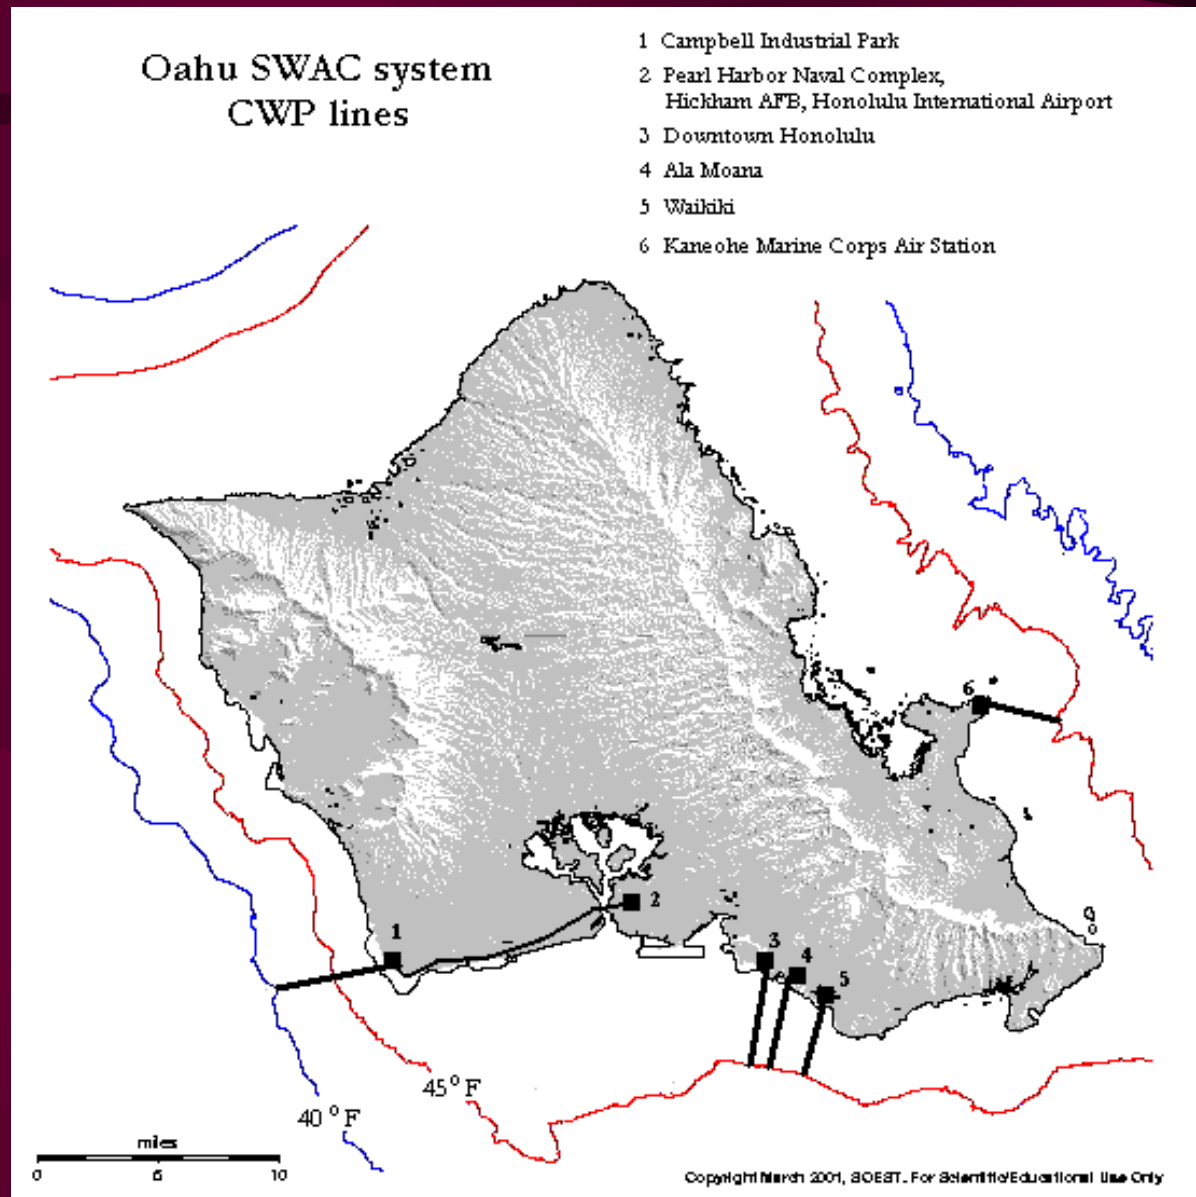 Oahu SWAC system
CWP lines
1 Campbell Industrial Park
2 Pearl Harbor Naval Complex,
Hickham AFB, Honolulu International Airport
3 Downtown Honolulu
4 Ala Moana
5 Waikiki
6 Kaneohe Marine Corps Air Station
6
2
1
3
4
5
45° F
40° F
miles
0 5 10
Copyright March 2001, SOEST. For Scientific/Educational Use Only